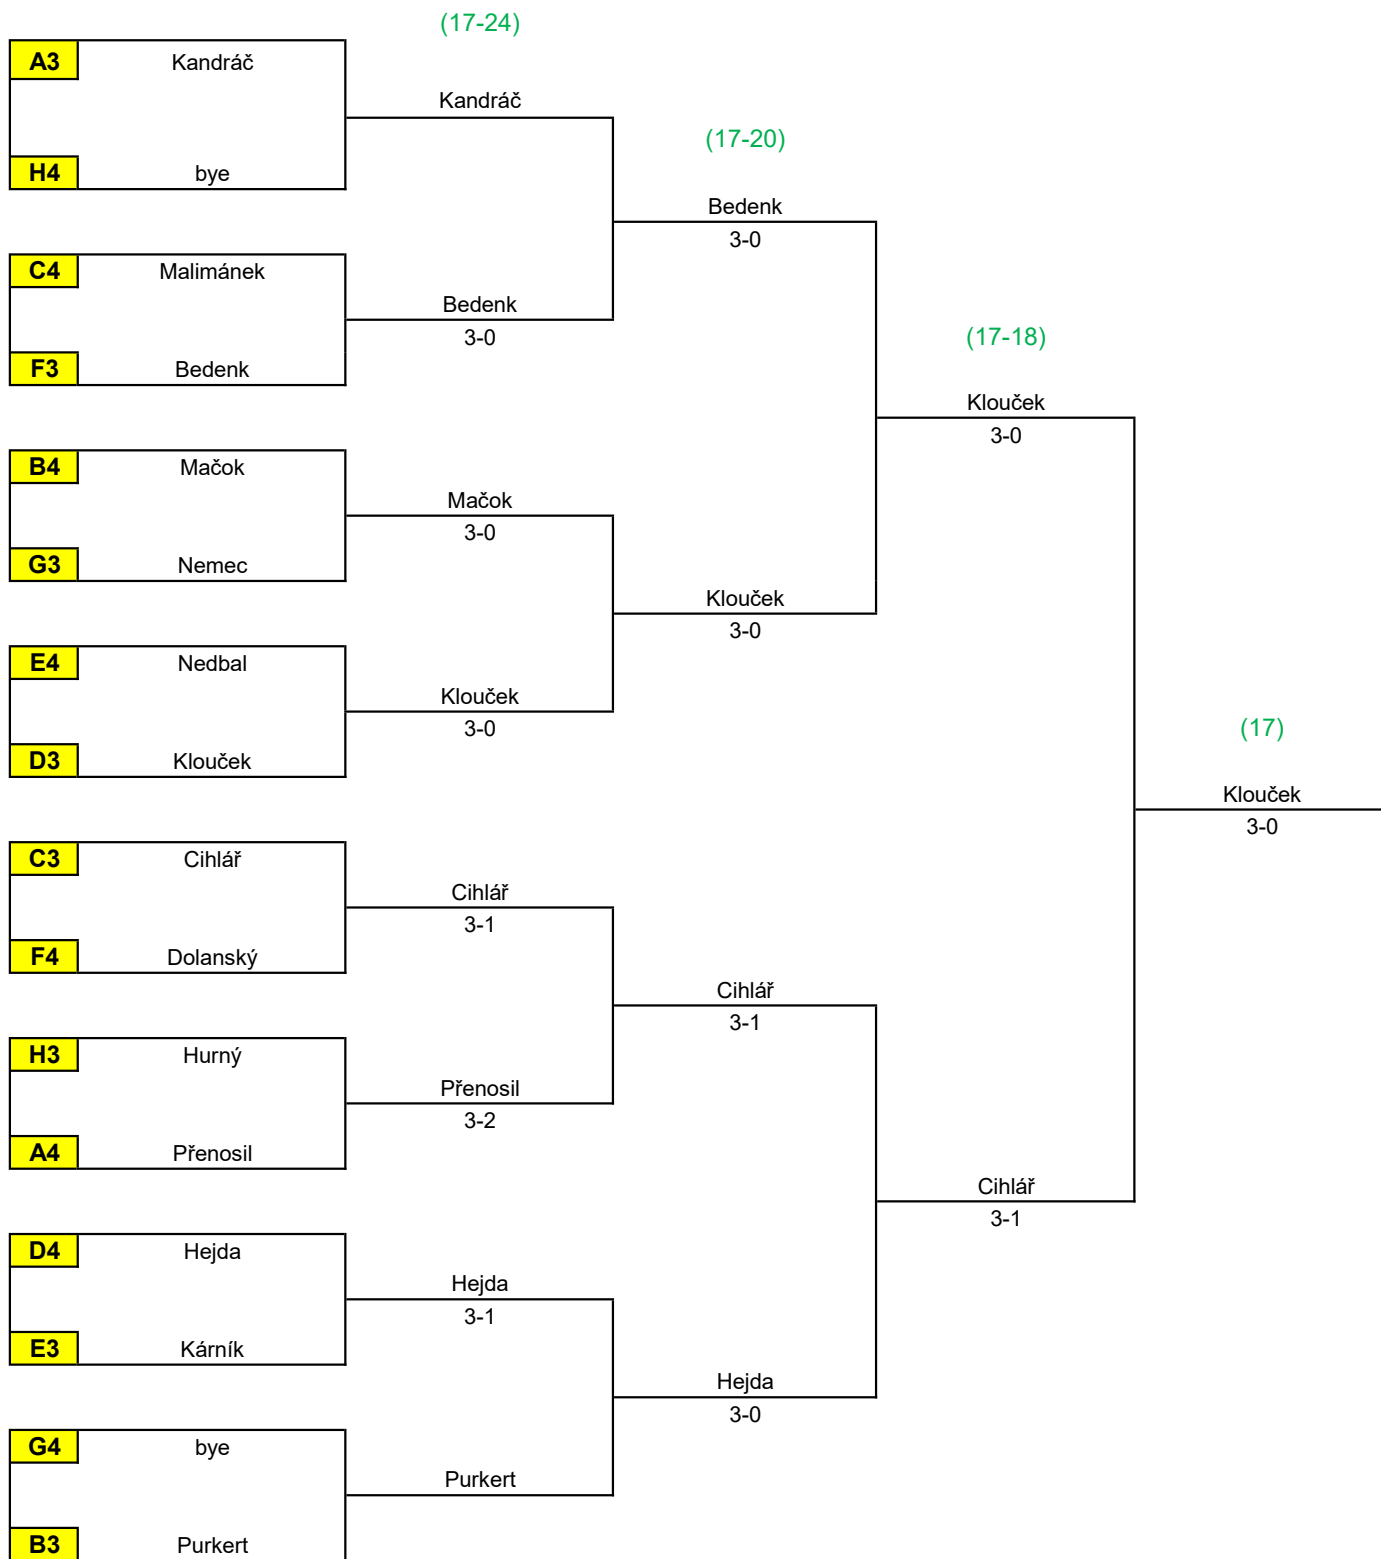 (17-24)
A3 Kandráč
Kandráč
(17-20)
H4 bye
Bedenk
3-0
C4 Malimánek
Bedenk
3-0
(17-18)
F3 Bedenk
Klouček
3-0
B4 Mačok
Mačok
3-0
G3 Nemec
Klouček
3-0
E4 Nedbal
Klouček
3-0
(17)
D3 Klouček
Klouček
3-0
C3 Cihlář
Cihlář
3-1
F4 Dolanský
Cihlář
3-1
H3 Hurný
Přenosil
3-2
A4 Přenosil
Cihlář
3-1
D4 Hejda
Hejda
3-1
E3 Kárník
Hejda
3-0
G4 bye
Purkert
B3 Purkert